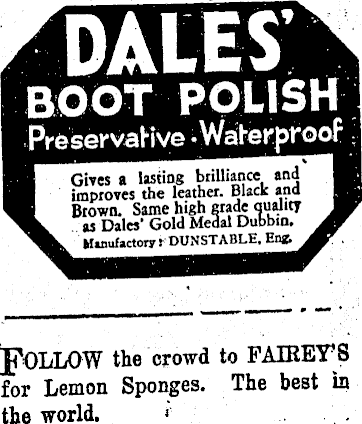 DALES'
BOOT POLISH
Preservative · Waterproof
Gives a lasting brilliance and
improves the leather. Black and
Brown. Same high grade quality
as Dales' Gold Medal Dubbin.
Manufactory: DUNSTABLE, Eng.
FOLLOW the crowd to FAIREY'S
for Lemon Sponges. The best in
the world.